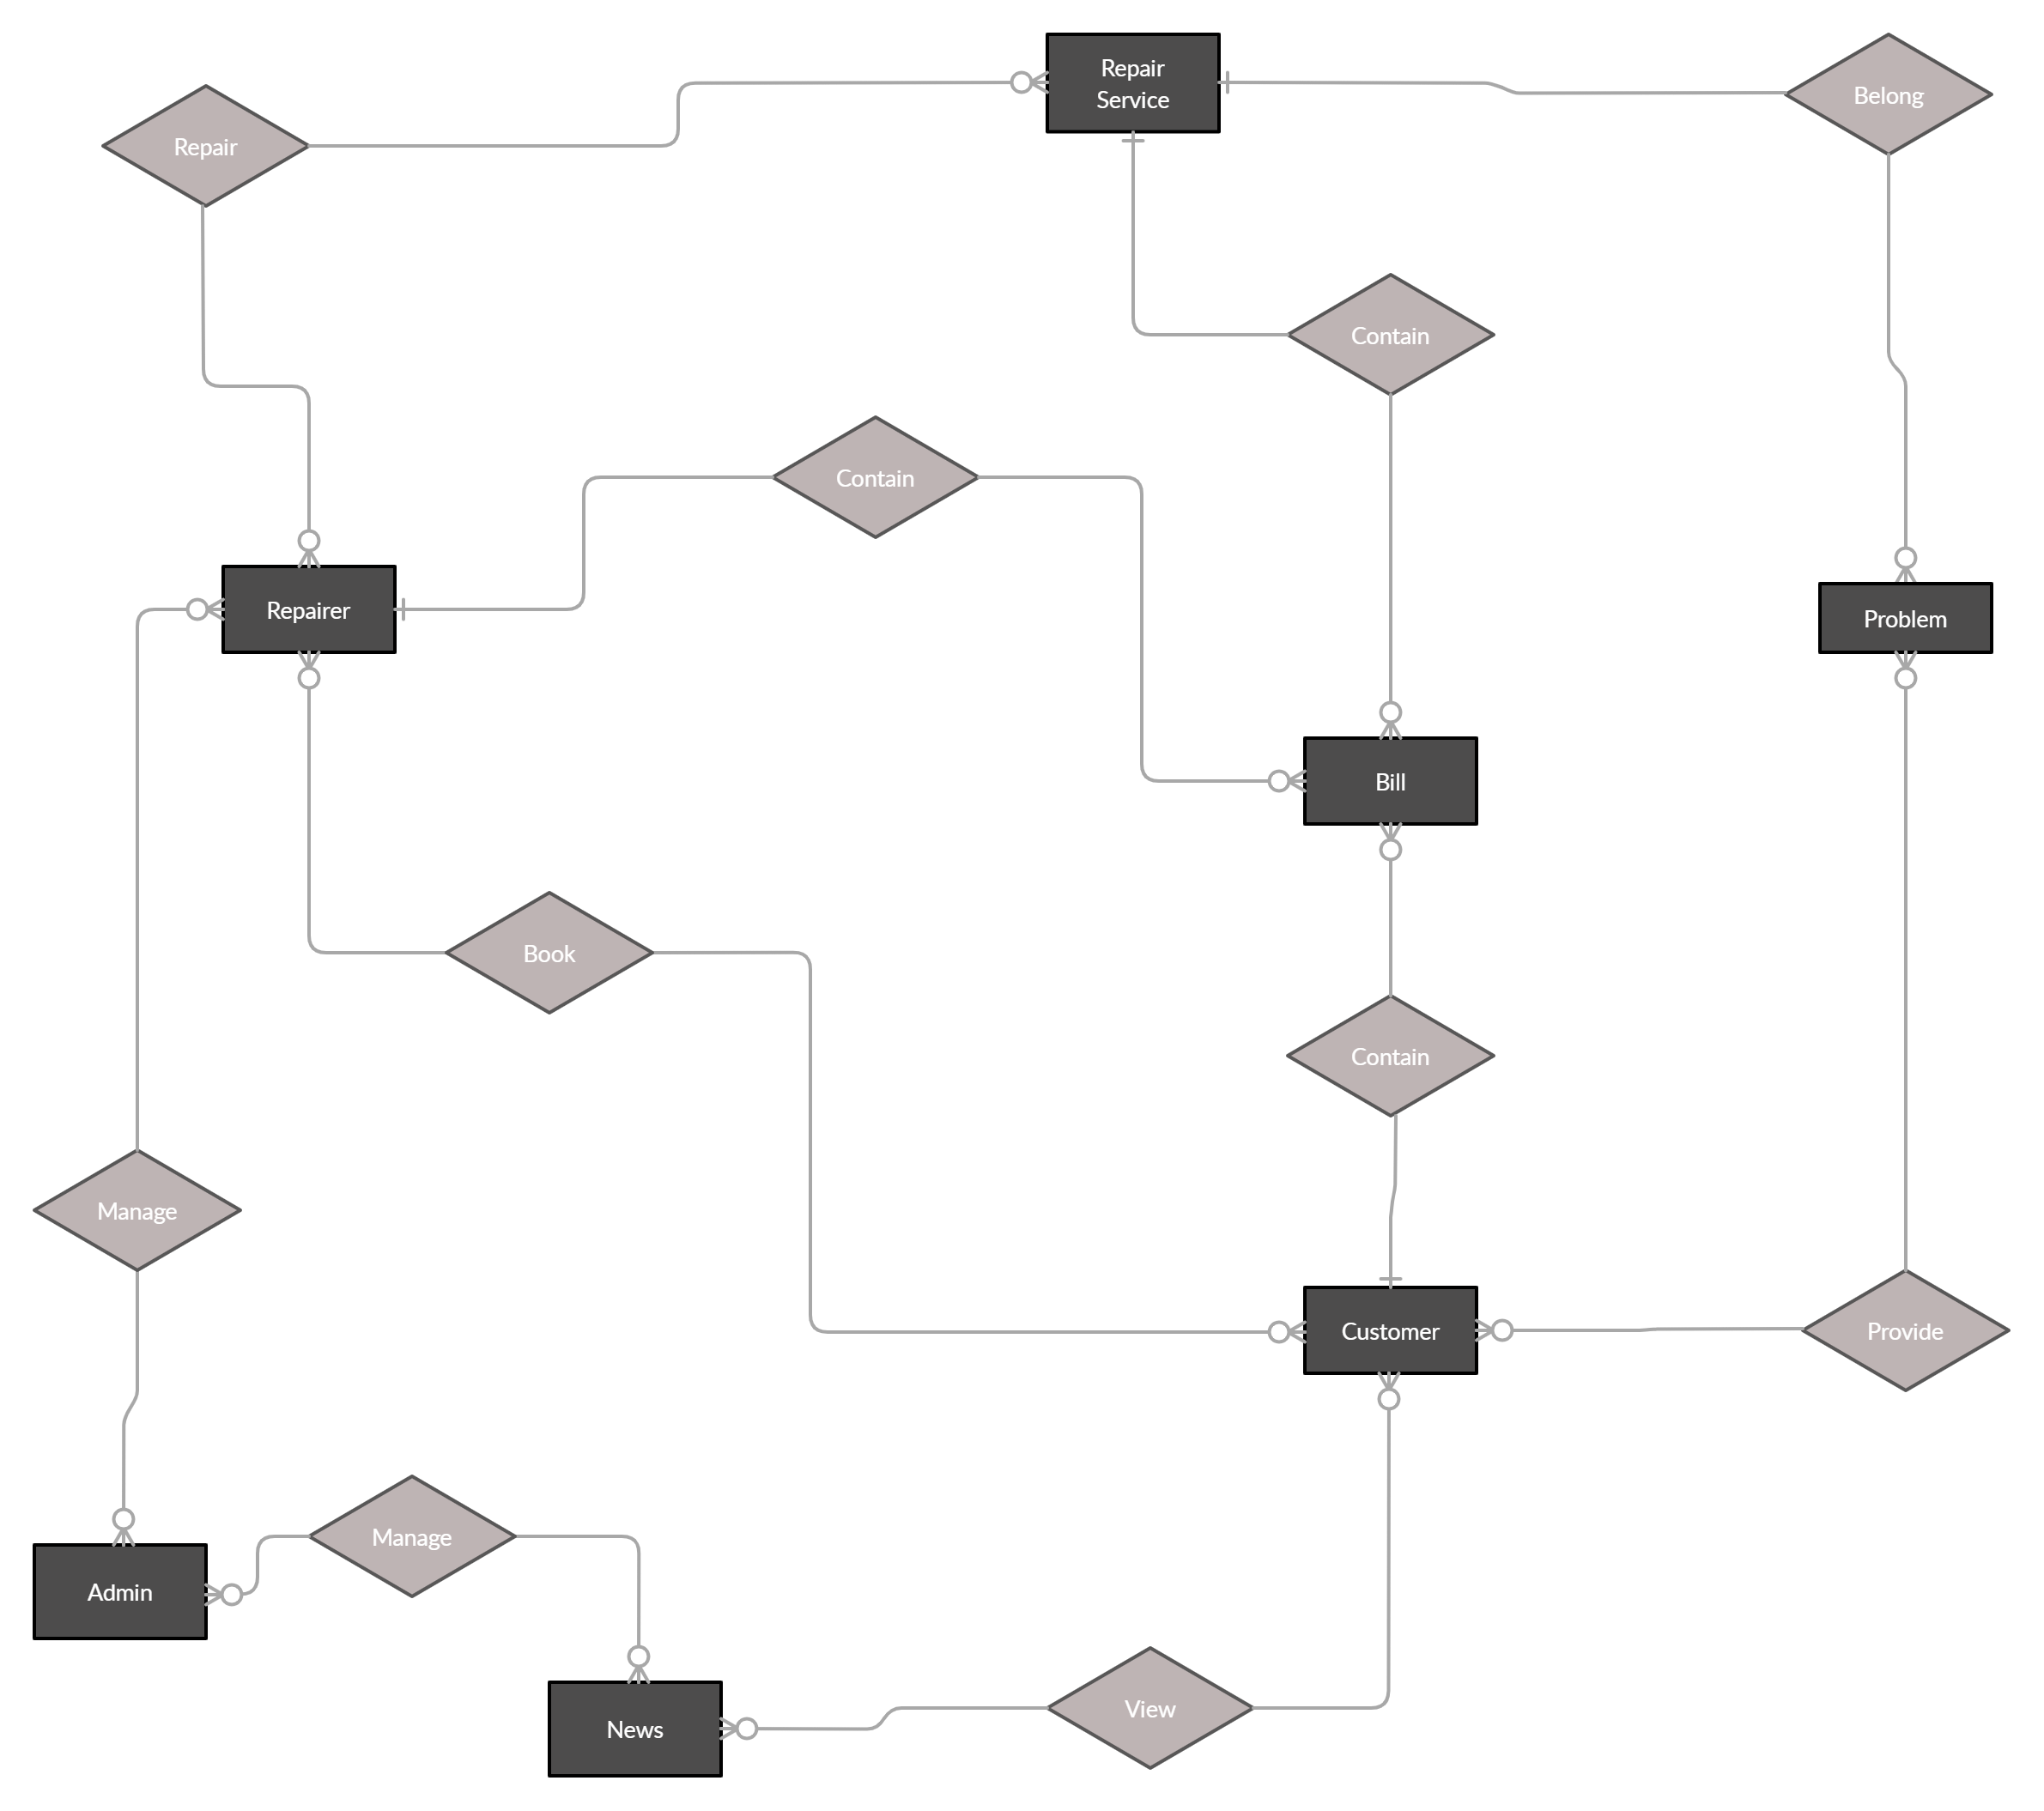 Repair
Service
Belong
Repair
Contain
Contain
Repairer
Problem
Bill
Book
Contain
Manage
Customer
Provide
Manage
Admin
View
News